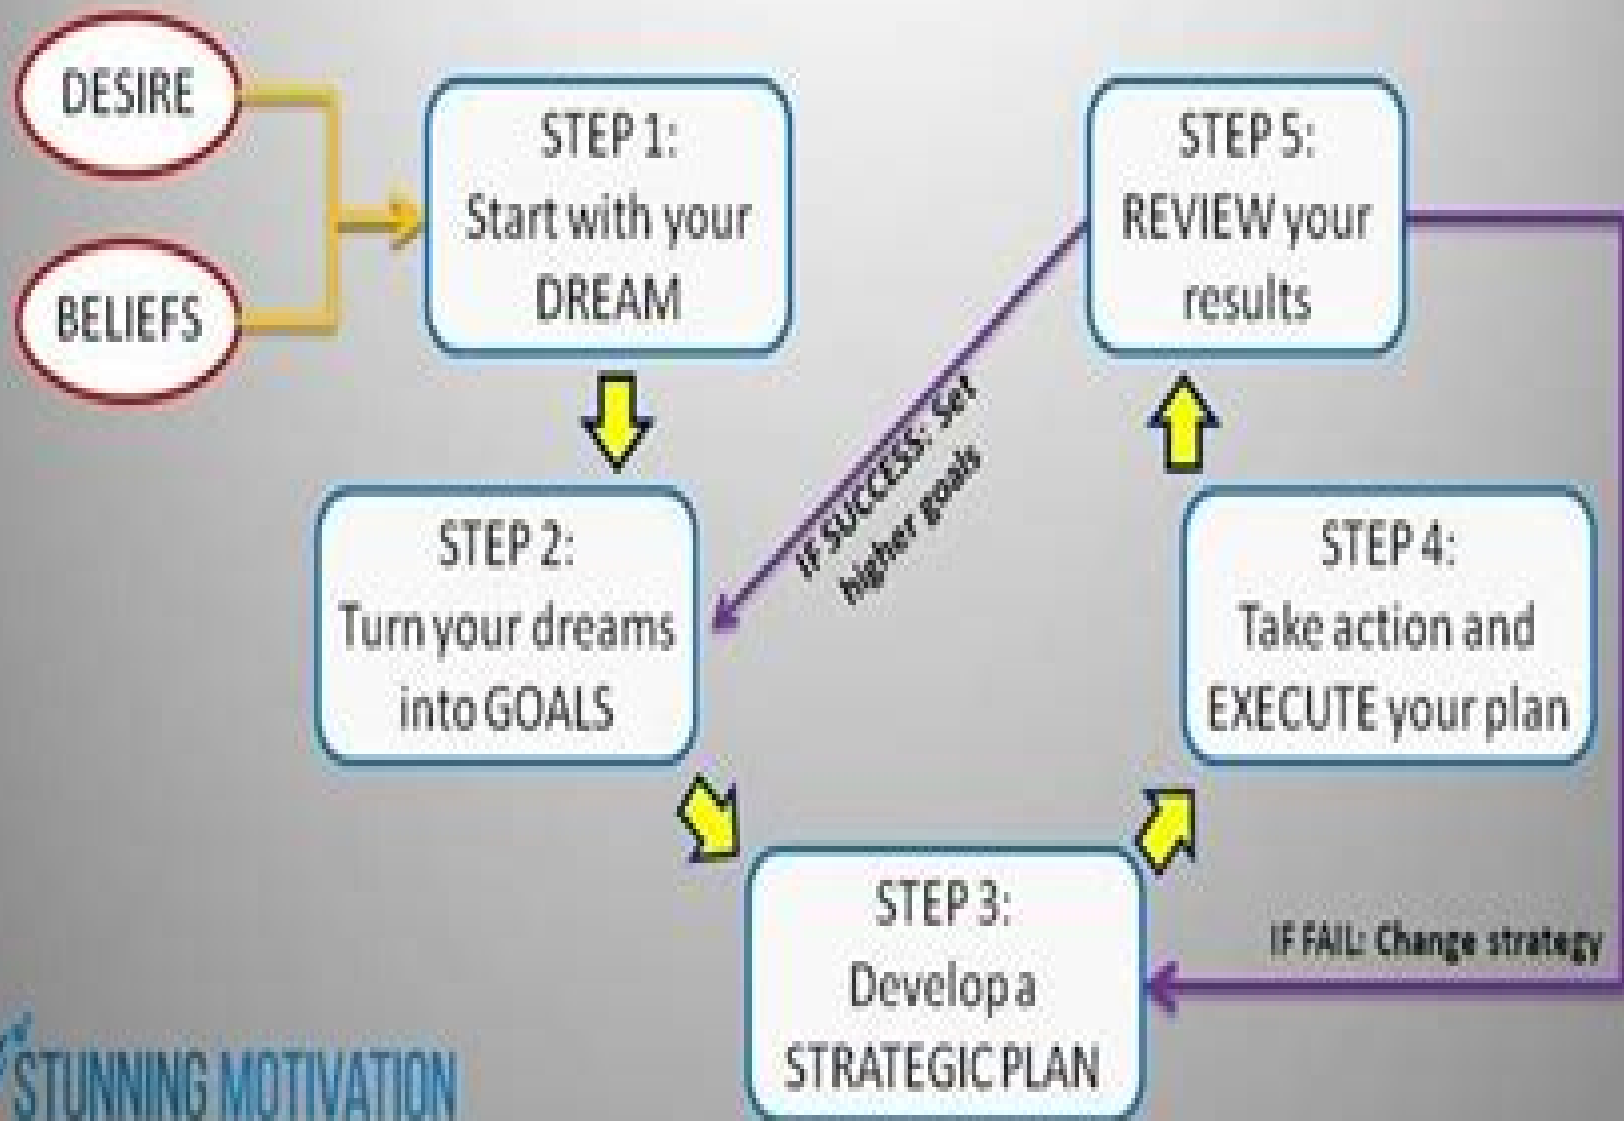 DESIRE
BELIEFS
STEP 1:
Start with your
DREAM
STEP 2:
Turn your dreams
into GOALS
STEP 3:
Develop a
STRATEGIC PLAN
STEP 4:
Take action and
EXECUTE your plan
STEP 5:
REVIEW your
results
IF SUCCESS: Set
higher goals
IF FAIL: Change strategy
STUNNING MOTIVATION